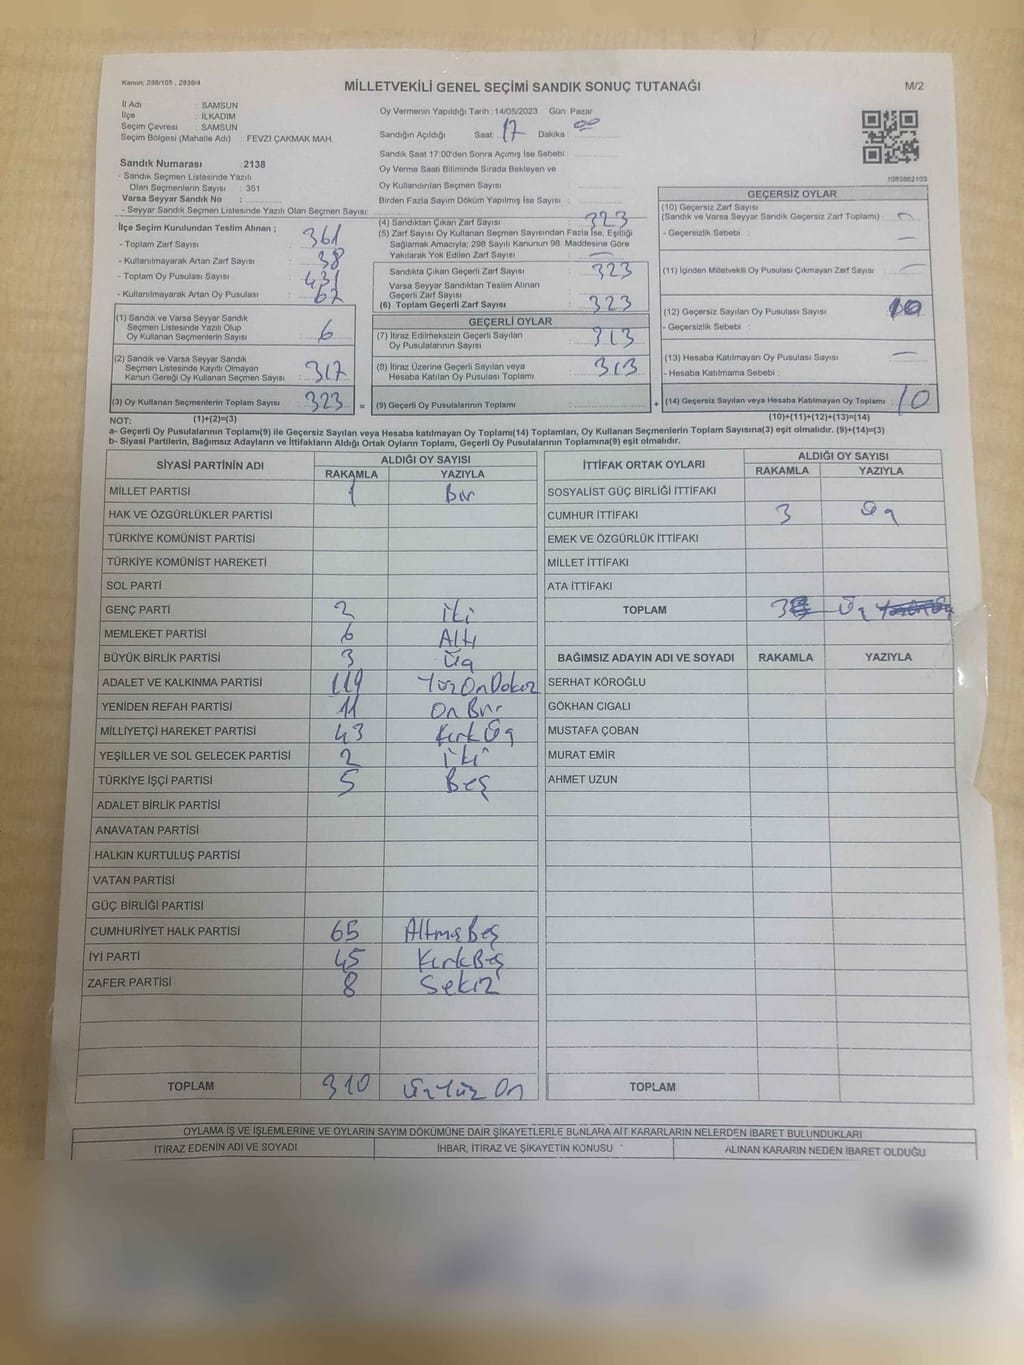 Kanun; 298/105 , 2839/4
MİLLETVEKİLİ GENEL SEÇİMİ SANDIK SONUÇ TUTANAĞI
M/2
İl Adı : SAMSUN
İlçe : İLKADIM
Seçim Çevresi : SAMSUN
Seçim Bölgesi (Mahalle Adı) : FEVZİ ÇAKMAK MAH.
Sandık Numarası : 2138
- Sandık Seçmen Listesinde Yazılı
Olan Seçmenlerin Sayısı : 351
Varsa Seyyar Sandık No :
- Seyyar Sandık Seçmen Listesinde Yazılı Olan Seçmen Sayısı:
Oy Vermenin Yapıldığı Tarih : 14/05/2023 Gün: Pazar
Sandığın Açıldığı Saat: 17 Dakika : 00
Sandık Saat 17:00'den Sonra Açımış İse Sebebi :
Oy Verme Saati Bitiminde Sırada Bekleyen ve
Oy Kullandırılan Seçmen Sayısı :
Birden Fazla Sayım Döküm Yapılmış İse Sayısı :
1085862103
İlçe Seçim Kurulundan Teslim Alınan ;
- Toplam Zarf Sayısı : 361
- Kullanılmayarak Artan Zarf Sayısı : 38
- Toplam Oy Pusulası Sayısı : 431
- Kullanılmayarak Artan Oy Pusulası : 67
(1) Sandık ve Varsa Seyyar Sandık
Seçmen Listesinde Yazılı Olup
Oy Kullanan Seçmenlerin Sayısı : 6
(2) Sandık ve Varsa Seyyar Sandık
Seçmen Listesinde Kayıtlı Olmayan
Kanun Gereği Oy Kullanan Seçmen Sayısı : 317
(3) Oy Kullanan Seçmenlerin Toplam Sayısı : 323 =
(4) Sandıktan Çıkan Zarf Sayısı : 323
(5) Zarf Sayısı Oy Kullanan Seçmen Sayısından Fazla İse, Eşitliği
Sağlamak Amacıyla; 298 Sayılı Kanunun 98. Maddesine Göre
Yakılarak Yok Edilen Zarf Sayısı : —
Sandıkta Çıkan Geçerli Zarf Sayısı : 323
Varsa Seyyar Sandıktan Teslim Alınan
Geçerli Zarf Sayısı :
(6) Toplam Geçerli Zarf Sayısı : 323
GEÇERLİ OYLAR
(7) İtiraz Edilmeksizin Geçerli Sayılan
Oy Pusulalarının Sayısı : 313
(8) İtiraz Üzerine Geçerli Sayılan veya
Hesaba Katılan Oy Pusulası Toplamı : 313
(9) Geçerli Oy Pusulalarının Toplamı : +
GEÇERSİZ OYLAR
(10) Geçersiz Zarf Sayısı
(Sandık ve Varsa Seyyar Sandık Geçersiz Zarf Toplamı) : —
- Geçersizlik Sebebi : —
(11) İçinden Milletvekili Oy Pusulası Çıkmayan Zarf Sayısı : —
(12) Geçersiz Sayılan Oy Pusulası Sayısı : 10
- Geçersizlik Sebebi :
(13) Hesaba Katılmayan Oy Pusulası Sayısı : —
- Hesaba Katılmama Sebebi :
(14) Geçersiz Sayılan veya Hesaba Katılmayan Oy Toplamı : 10
NOT: (1)+(2)=(3) (10)+(11)+(12)+(13)=(14)
a- Geçerli Oy Pusulalarının Toplamı(9) ile Geçersiz Sayılan veya Hesaba katılmayan Oy Toplamı(14) Toplamları, Oy Kullanan Seçmenlerin Toplam Sayısına(3) eşit olmalıdır. (9)+(14)=(3)
b- Siyasi Partilerin, Bağımsız Adayların ve İttifakların Aldığı Ortak Oyların Toplamı, Geçerli Oy Pusulalarının Toplamına(9) eşit olmalıdır.
SİYASİ PARTİNİN ADI ALDIĞI OY SAYISI
RAKAMLA YAZIYLA
MİLLET PARTİSİ 1 Bir
HAK VE ÖZGÜRLÜKLER PARTİSİ
TÜRKİYE KOMÜNİST PARTİSİ
TÜRKİYE KOMÜNİST HAREKETİ
SOL PARTİ
GENÇ PARTİ 2 İki
MEMLEKET PARTİSİ 6 Altı
BÜYÜK BİRLİK PARTİSİ 3 Üç
ADALET VE KALKINMA PARTİSİ 119 YüzOnDokuz
YENİDEN REFAH PARTİSİ 11 OnBir
MİLLİYETÇİ HAREKET PARTİSİ 43 KırkÜç
YEŞİLLER VE SOL GELECEK PARTİSİ 2 İki
TÜRKİYE İŞÇİ PARTİSİ 5 Beş
ADALET BİRLİK PARTİSİ
ANAVATAN PARTİSİ
HALKIN KURTULUŞ PARTİSİ
VATAN PARTİSİ
GÜÇ BİRLİĞİ PARTİSİ
CUMHURİYET HALK PARTİSİ 65 AltmışBeş
İYİ PARTİ 45 KırkBeş
ZAFER PARTİSİ 8 Sekiz
TOPLAM 310 ÜçYüz On
İTTİFAK ORTAK OYLARI ALDIĞI OY SAYISI
RAKAMLA YAZIYLA
SOSYALİST GÜÇ BİRLİĞİ İTTİFAKI
CUMHUR İTTİFAKI 3 Üç
EMEK VE ÖZGÜRLÜK İTTİFAKI
MİLLET İTTİFAKI
ATA İTTİFAKI
TOPLAM 3 Üç
BAĞIMSIZ ADAYIN ADI VE SOYADI RAKAMLA YAZIYLA
SERHAT KÖROĞLU
GÖKHAN CIGALI
MUSTAFA ÇOBAN
MURAT EMİR
AHMET UZUN
TOPLAM
OYLAMA İŞ VE İŞLEMLERİNE VE OYLARIN SAYIM DÖKÜMÜNE DAİR ŞİKAYETLERLE BUNLARA AİT KARARLARIN NELERDEN İBARET BULUNDUKLARI
İTİRAZ EDENİN ADI VE SOYADI İHBAR, İTİRAZ VE ŞİKAYETİN KONUSU ALINAN KARARIN NEDEN İBARET OLDUĞU